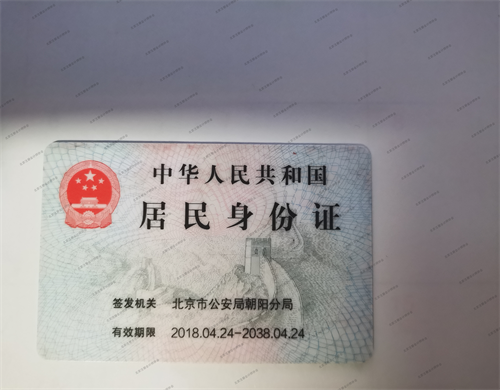 中华人民共和国
居民身份证
签发机关 北京市公安局朝阳分局
有效期限 2018.04.24-2038.04.24